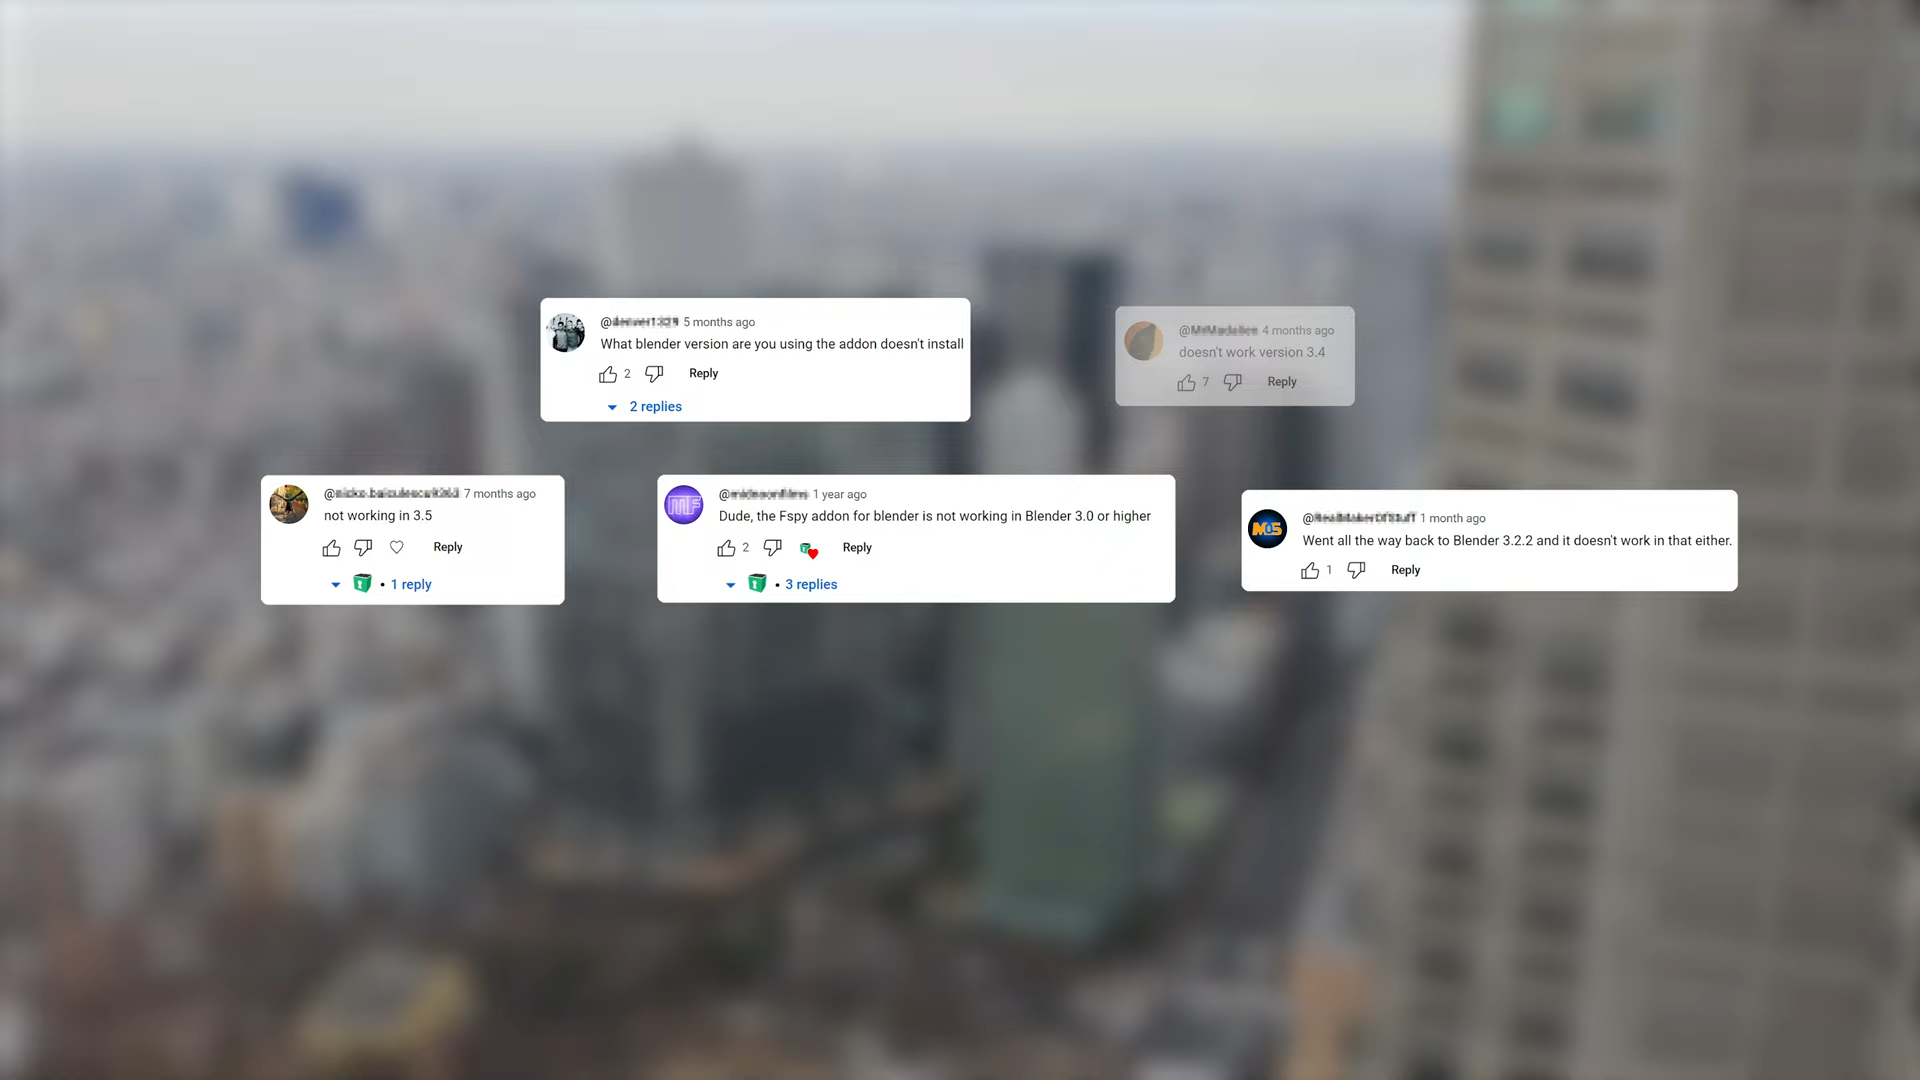 5 months ago
What blender version are you using the addon doesn't install
2 Reply
2 replies
4 months ago
doesn't work version 3.4
7 Reply
7 months ago
not working in 3.5
Reply
• 1 reply
MF
1 year ago
Dude, the Fspy addon for blender is not working in Blender 3.0 or higher
2 Reply
• 3 replies
MOS
1 month ago
Went all the way back to Blender 3.2.2 and it doesn't work in that either.
1 Reply